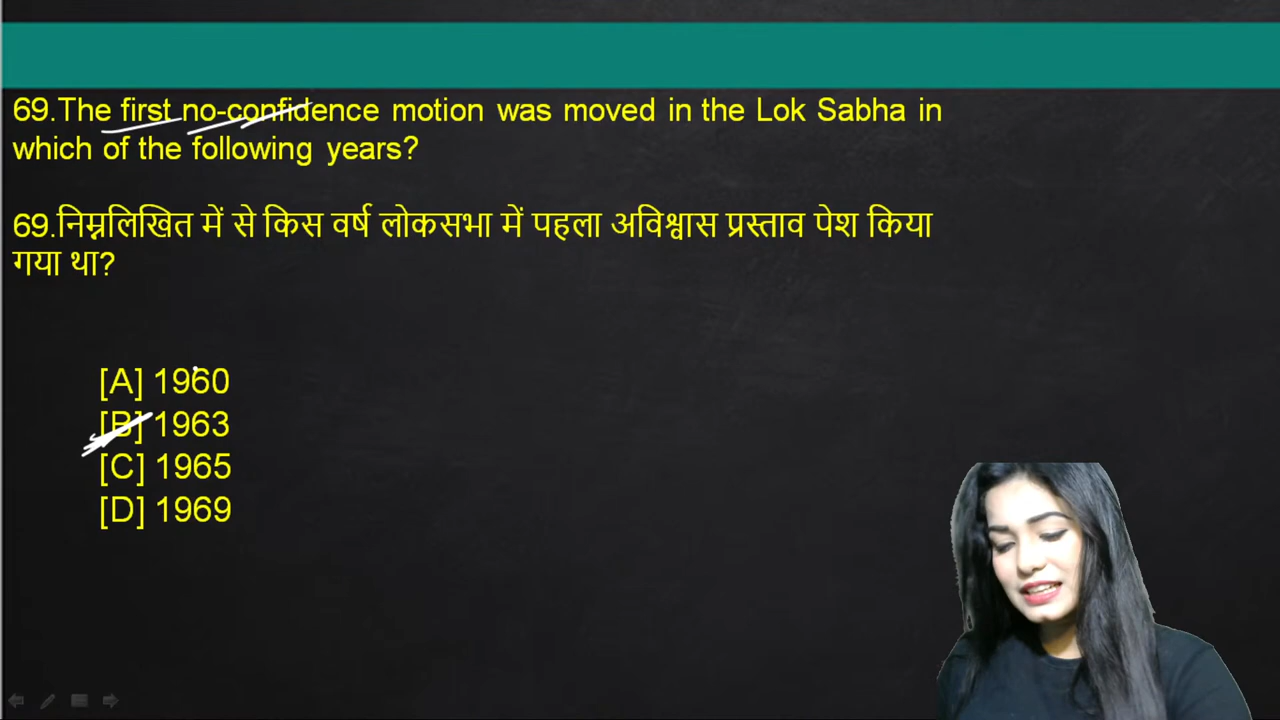 69.The first no-confidence motion was moved in the Lok Sabha in
which of the following years?
69.निम्नलिखित में से किस वर्ष लोकसभा में पहला अविश्वास प्रस्ताव पेश किया
गया था?
[A] 1960
[B] 1963
[C] 1965
[D] 1969